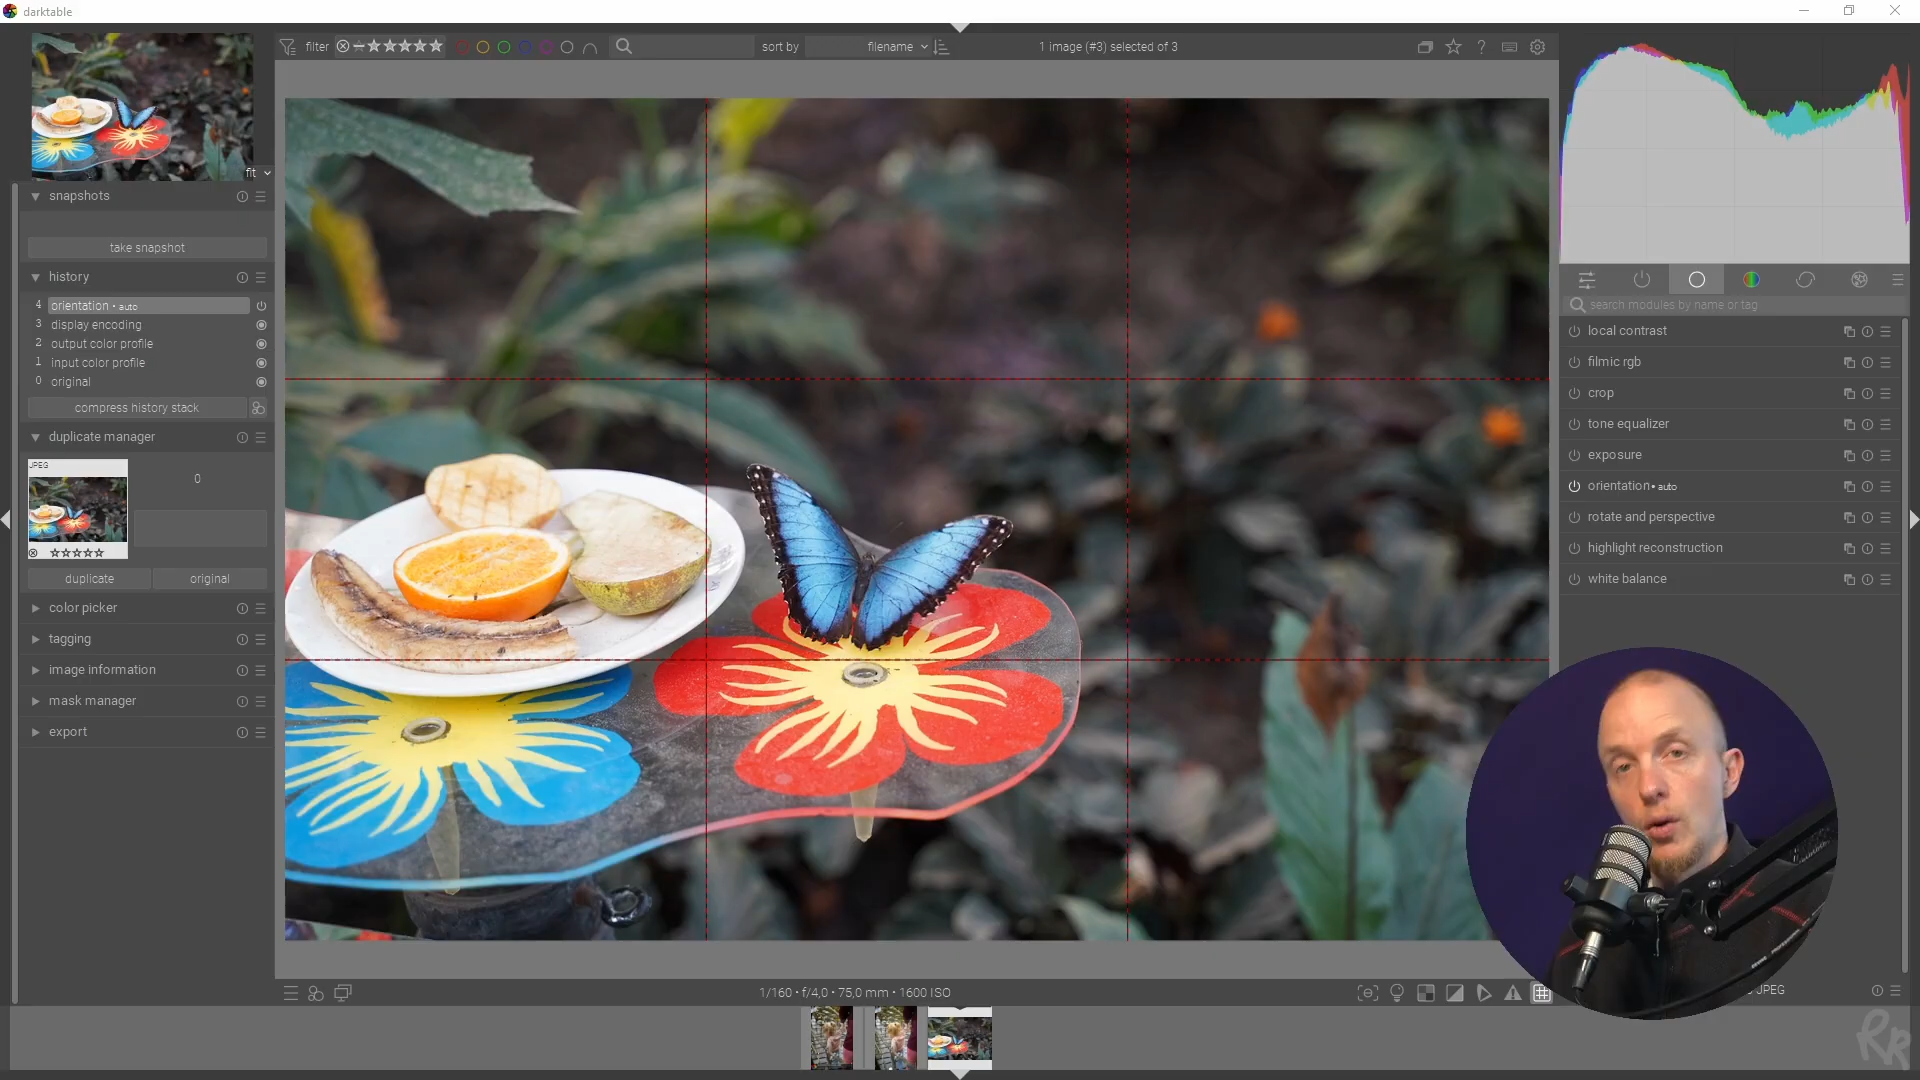 darktable
filter
sort by
filename
1 image (#3) selected of 3
fit
snapshots
take snapshot
history
4 orientation • auto
3 display encoding
2 output color profile
1 input color profile
0 original
compress history stack
duplicate manager
JPEG
0
duplicate
original
color picker
tagging
image information
mask manager
export
search modules by name or tag
local contrast
filmic rgb
crop
tone equalizer
exposure
orientation • auto
rotate and perspective
highlight reconstruction
white balance
1/160 • f/4,0 • 75,0 mm • 1600 ISO
JPEG
RR